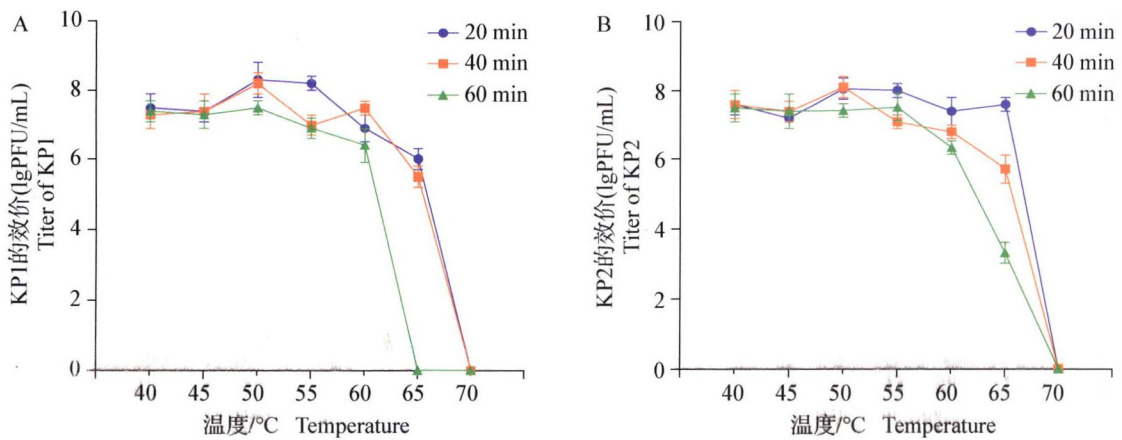 A
10
8
6
4
2
0
KP1的效价(lgPFU/mL)
Titer of KP1
20 min
40 min
60 min
40 45 50 55 60 65 70
温度/°C Temperature
B
10
8
6
4
2
0
KP2的效价(lgPFU/mL)
Titer of KP2
20 min
40 min
60 min
40 45 50 55 60 65 70
温度/°C Temperature